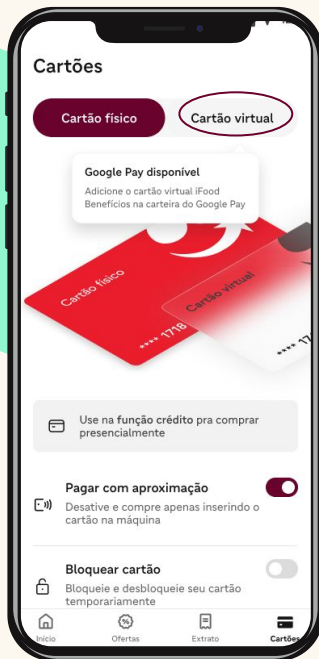 Cartões
Cartão físico
Cartão virtual
Google Pay disponível
Adicione o cartão virtual iFood
Benefícios na carteira do Google Pay
Cartão físico
Cartão virtual
**** 1718
**** 17
Use na função crédito pra comprar
presencialmente
Pagar com aproximação
Desative e compre apenas inserindo o
cartão na máquina
Bloquear cartão
Bloqueie e desbloqueie seu cartão
temporariamente
Início
Ofertas
Extrato
Cartões